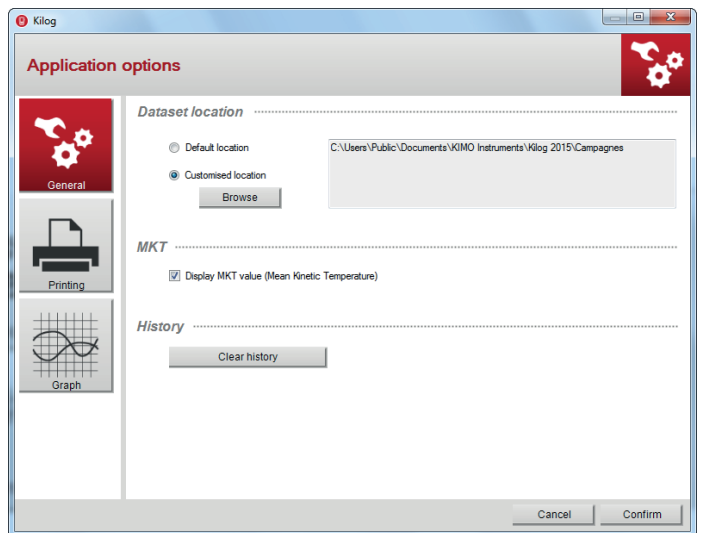 Kilog
Application options
General
Printing
Graph
Dataset location
Default location
C:\Users\Public\Documents\KIMO Instruments\Kilog 2015\Campagnes
Customised location
Browse
MKT
Display MKT value (Mean Kinetic Temperature)
History
Clear history
Cancel
Confirm